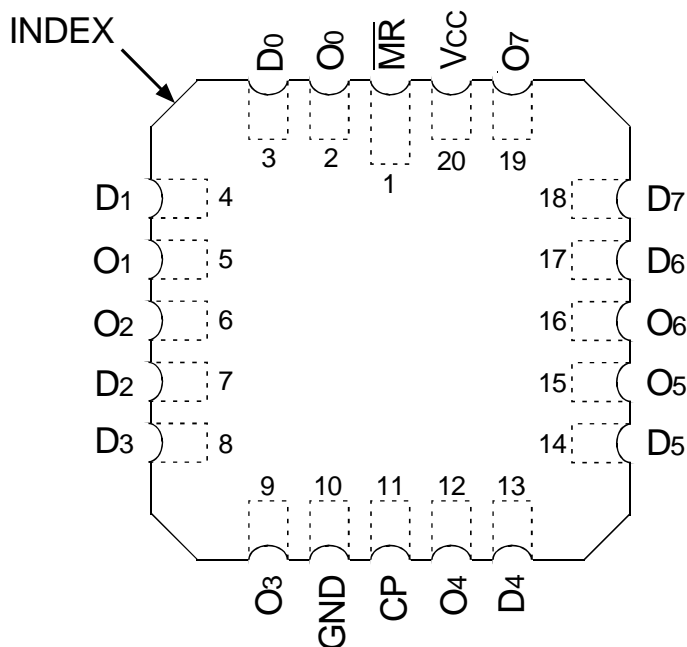 INDEX
D0 O0 M̅R̅ VCC O7
3 2 1 20 19
D1 4 18 D7
O1 5 17 D6
O2 6 16 O6
D2 7 15 O5
D3 8 14 D5
9 10 11 12 13
O3 GND CP O4 D4